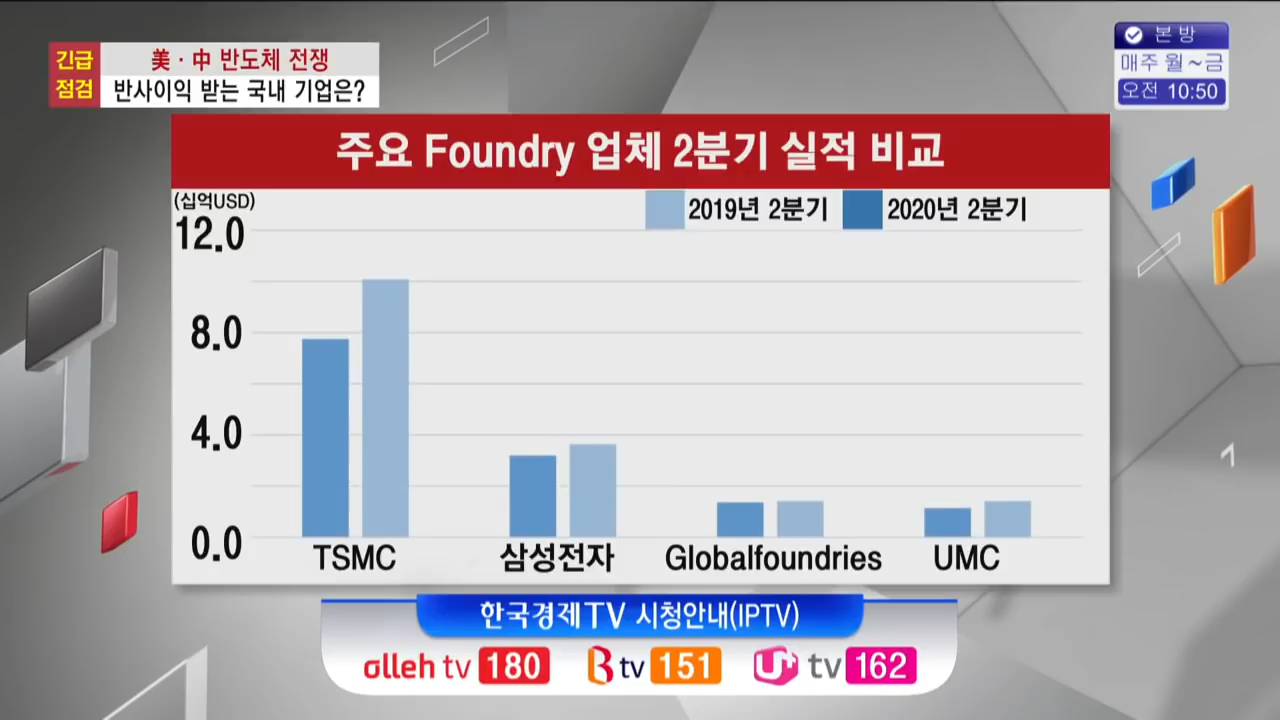 긴급
점검
美·中 반도체 전쟁
반사이익 받는 국내 기업은?
본 방
매주 월~금
오전 10:50
주요 Foundry 업체 2분기 실적 비교
(십억USD)
2019년 2분기
2020년 2분기
12.0
8.0
4.0
0.0
TSMC
삼성전자
Globalfoundries
UMC
한국경제TV 시청안내(IPTV)
alleh tv 180
B tv 151
U+ tv 162